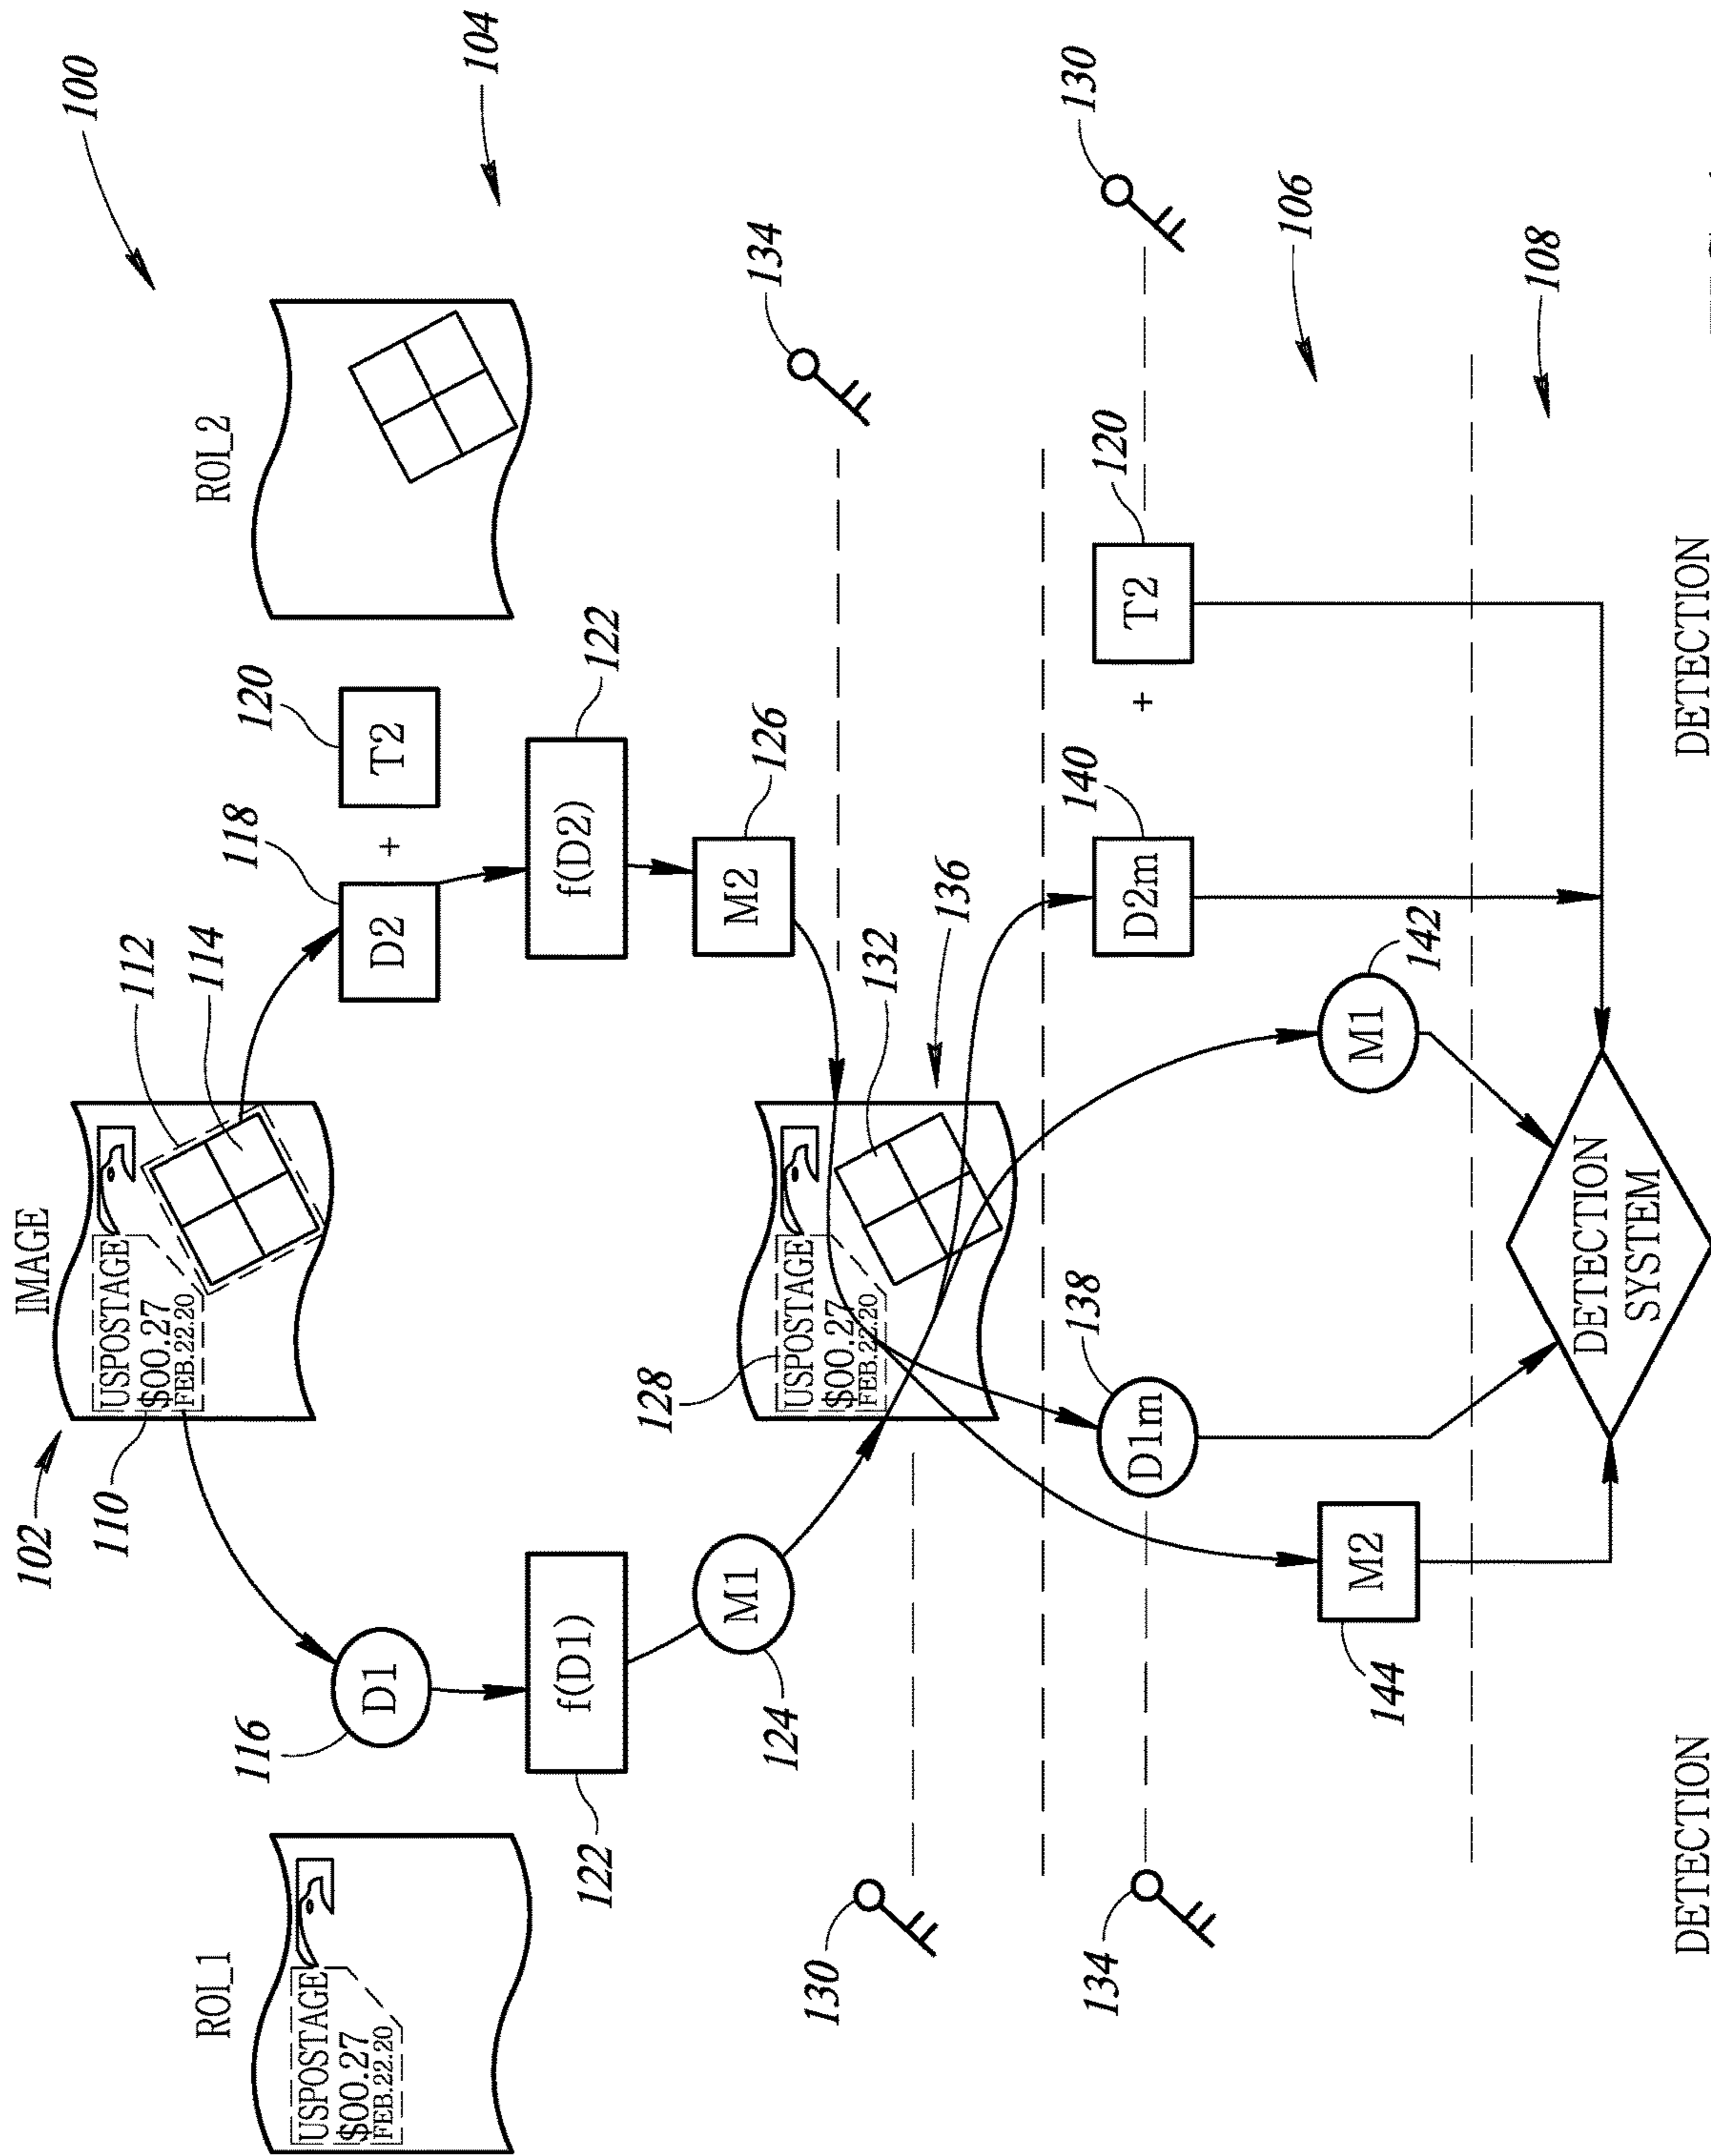 100
104
IMAGE
102
USPOSTAGE
$00.27
FEB.22.20
110
112
114
ROI_1
USPOSTAGE
$00.27
FEB.22.20
ROI_2
116
D1
118
D2
+
T2
120
122
f(D1)
f(D2)
122
124
M1
M2
126
134
130
128
USPOSTAGE
$00.27
FEB.22.20
132
136
134
138
D1m
D2m
140
+
T2
120
130
106
144
M2
M1
142
108
DETECTION
SYSTEM
DETECTION
DETECTION